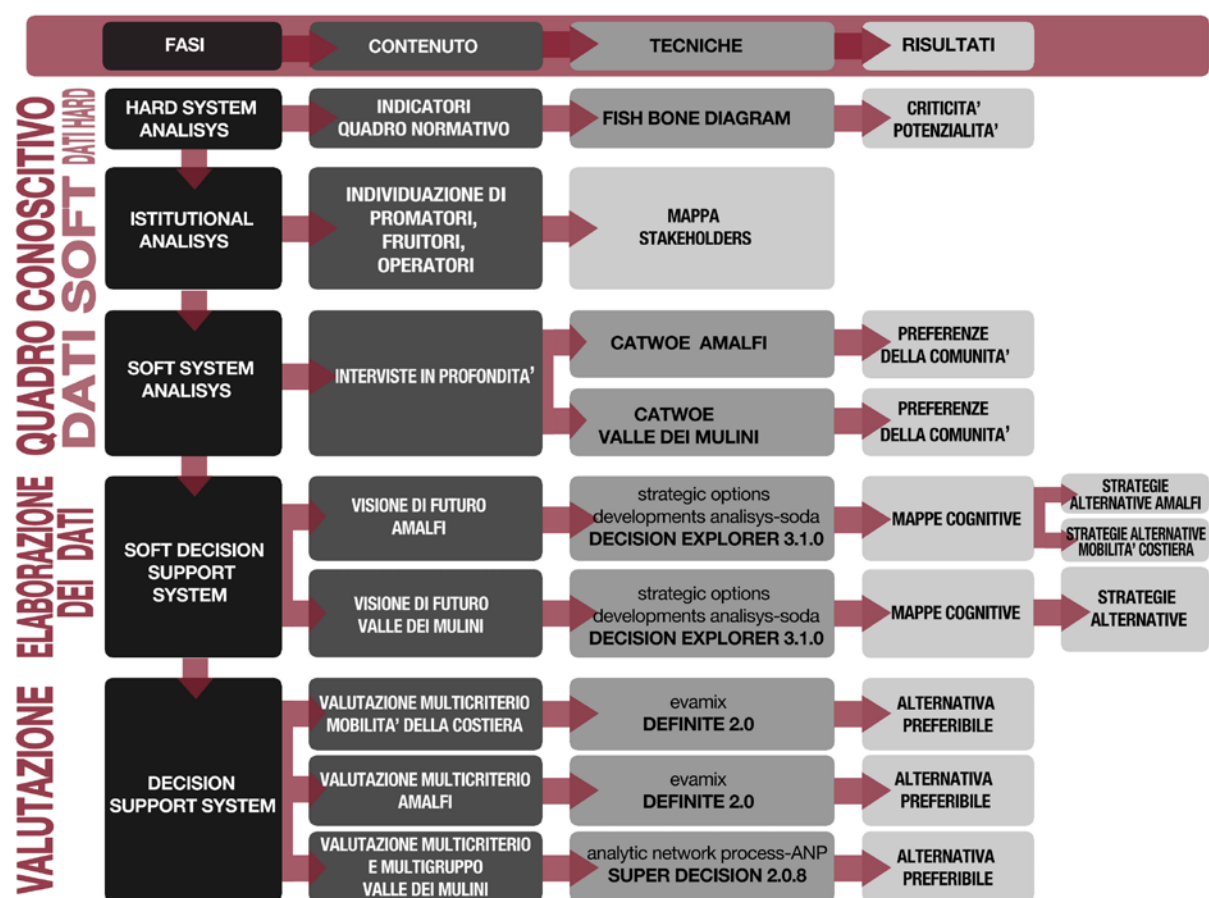 FASI
CONTENUTO
TECNICHE
RISULTATI
QUADRO CONOSCITIVO
DATI HARD
DATI SOFT
HARD SYSTEM
ANALISYS
INDICATORI
QUADRO NORMATIVO
FISH BONE DIAGRAM
CRITICITA'
POTENZIALITA'
ISTITUTIONAL
ANALISYS
INDIVIDUAZIONE DI
PROMATORI,
FRUITORI,
OPERATORI
MAPPA
STAKEHOLDERS
SOFT SYSTEM
ANALISYS
INTERVISTE IN PROFONDITA'
CATWOE AMALFI
PREFERENZE
DELLA COMUNITA'
CATWOE
VALLE DEI MULINI
PREFERENZE
DELLA COMUNITA'
ELABORAZIONE
DEI DATI
SOFT DECISION
SUPPORT
SYSTEM
VISIONE DI FUTURO
AMALFI
strategic options
developments analisys-soda
DECISION EXPLORER 3.1.0
MAPPE COGNITIVE
STRATEGIE
ALTERNATIVE AMALFI
STRATEGIE ALTERNATIVE
MOBILITA' COSTIERA
VISIONE DI FUTURO
VALLE DEI MULINI
strategic options
developments analisys-soda
DECISION EXPLORER 3.1.0
MAPPE COGNITIVE
STRATEGIE
ALTERNATIVE
VALUTAZIONE
DECISION
SUPPORT SYSTEM
VALUTAZIONE MULTICRITERIO
MOBILITA' DELLA COSTIERA
evamix
DEFINITE 2.0
ALTERNATIVA
PREFERIBILE
VALUTAZIONE MULTICRITERIO
AMALFI
evamix
DEFINITE 2.0
ALTERNATIVA
PREFERIBILE
VALUTAZIONE MULTICRITERIO
E MULTIGRUPPO
VALLE DEI MULINI
analytic network process-ANP
SUPER DECISION 2.0.8
ALTERNATIVA
PREFERIBILE